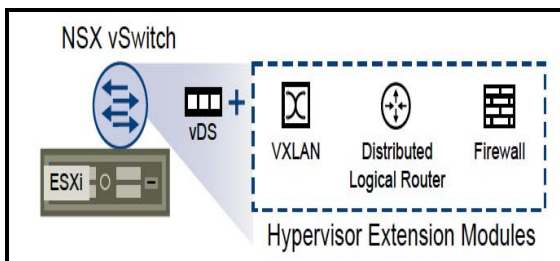 NSX vSwitch
ESXi
vDS
+
VXLAN
Distributed
Logical Router
Firewall
Hypervisor Extension Modules